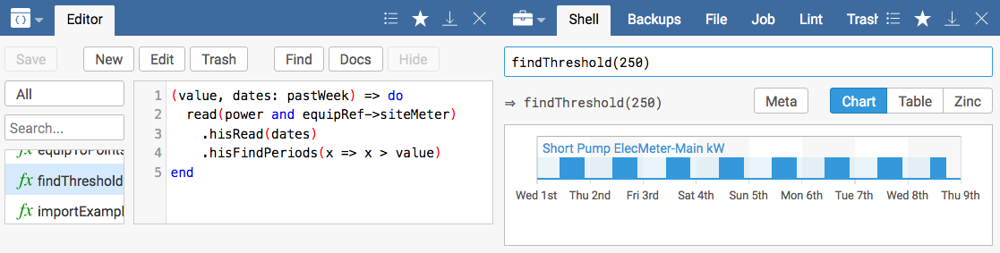 Editor
Shell Backups File Job Lint Trash
Save New Edit Trash Find Docs Hide
findThreshold(250)
All
Search...
equipToPoints
findThreshold
importExampl
1 (value, dates: pastWeek) => do
2 read(power and equipRef->siteMeter)
3 .hisRead(dates)
4 .hisFindPeriods(x => x > value)
5 end
⇒ findThreshold(250)
Meta Chart Table Zinc
Short Pump ElecMeter-Main kW
Wed 1st Thu 2nd Fri 3rd Sat 4th Sun 5th Mon 6th Tue 7th Wed 8th Thu 9th